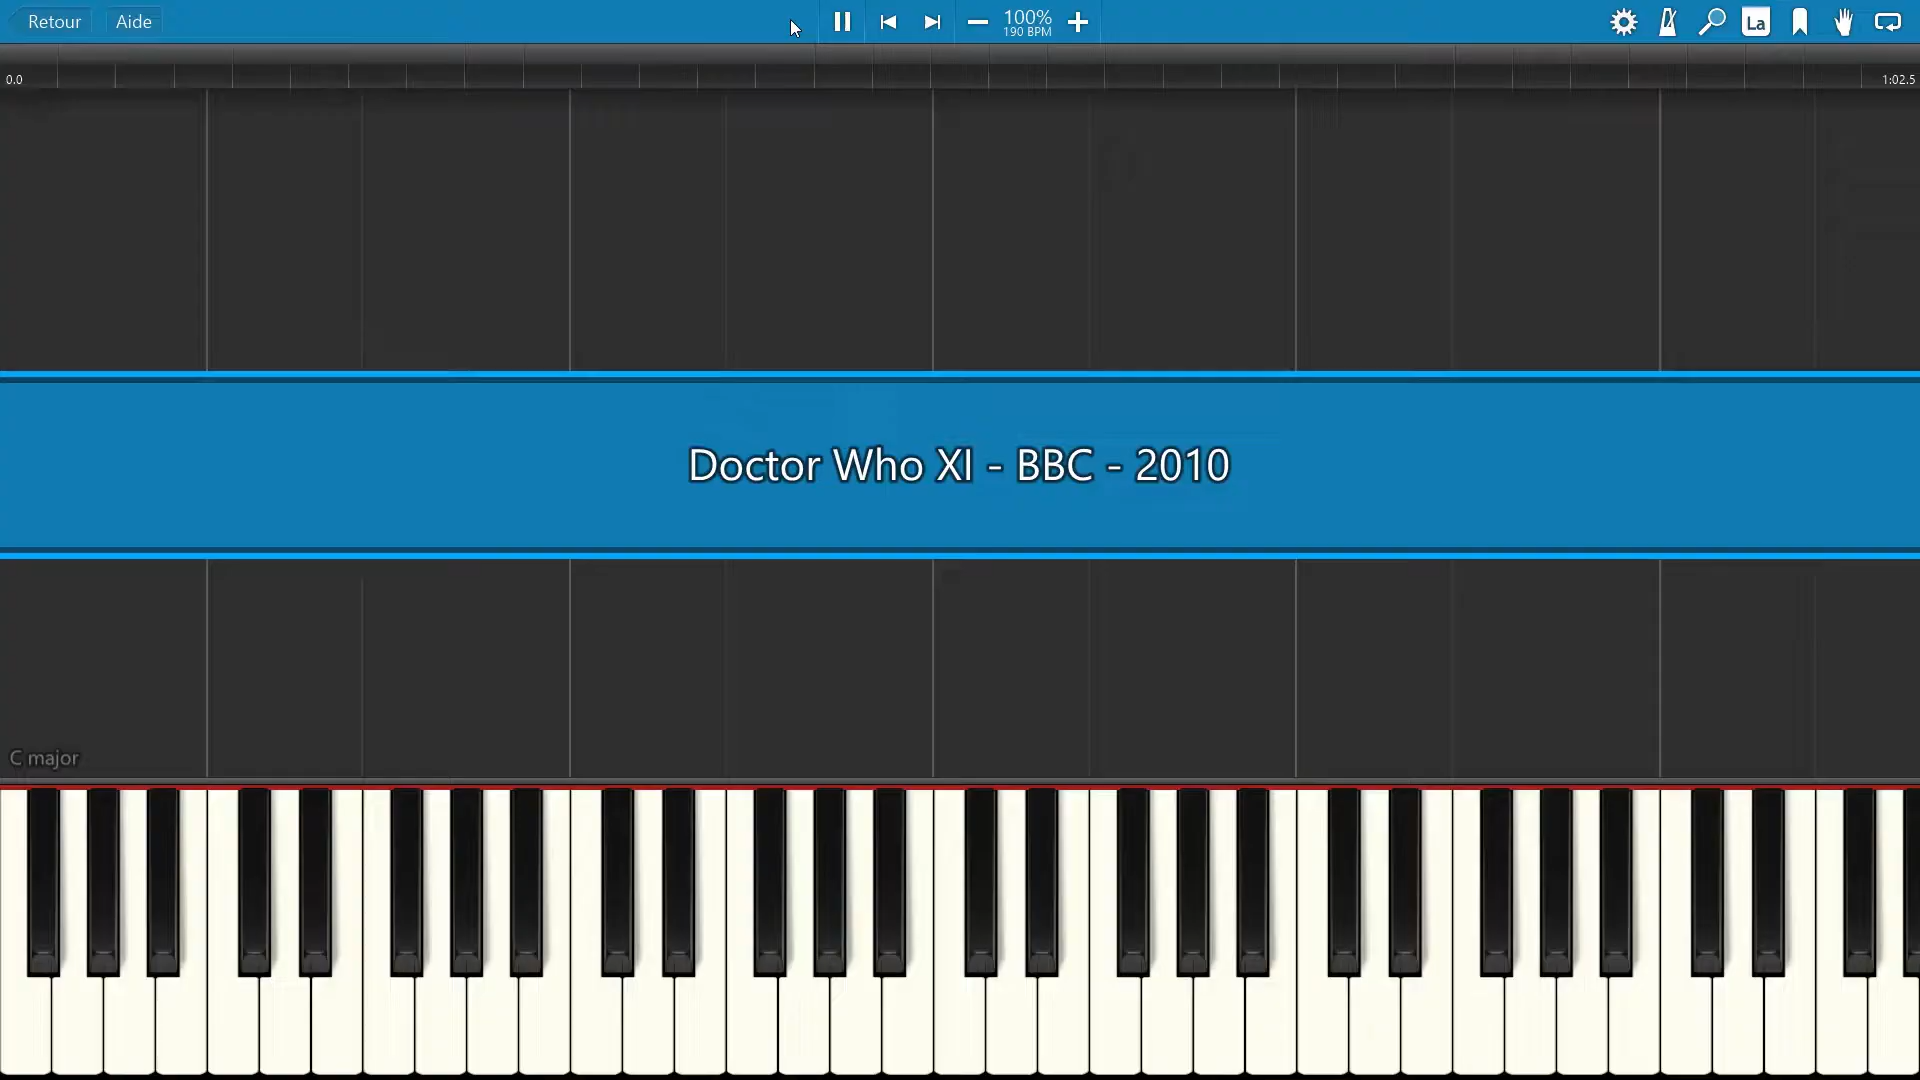 Retour
Aide
100%
190 BPM
La
0.0
1:02.5
Doctor Who XI - BBC - 2010
C major